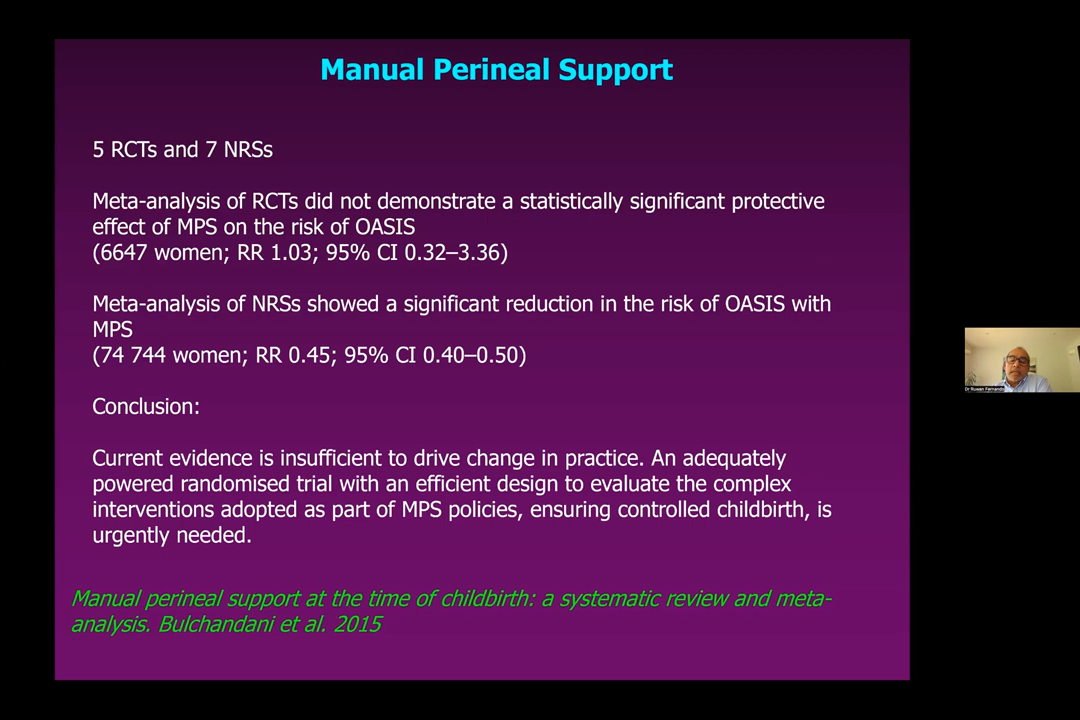 Manual Perineal Support
5 RCTs and 7 NRSs
Meta-analysis of RCTs did not demonstrate a statistically significant protective
effect of MPS on the risk of OASIS
(6647 women; RR 1.03; 95% CI 0.32–3.36)
Meta-analysis of NRSs showed a significant reduction in the risk of OASIS with
MPS
(74 744 women; RR 0.45; 95% CI 0.40–0.50)
Conclusion:
Current evidence is insufficient to drive change in practice. An adequately
powered randomised trial with an efficient design to evaluate the complex
interventions adopted as part of MPS policies, ensuring controlled childbirth, is
urgently needed.
Manual perineal support at the time of childbirth: a systematic review and meta-
analysis. Bulchandani et al. 2015
Dr Ruwan Fernando